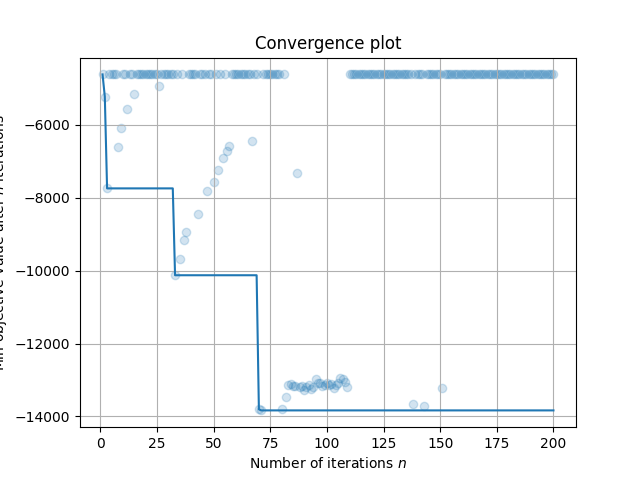 Convergence plot
Min objective value after n iterations
−6000
−8000
−10000
−12000
−14000
0 25 50 75 100 125 150 175 200
Number of iterations n